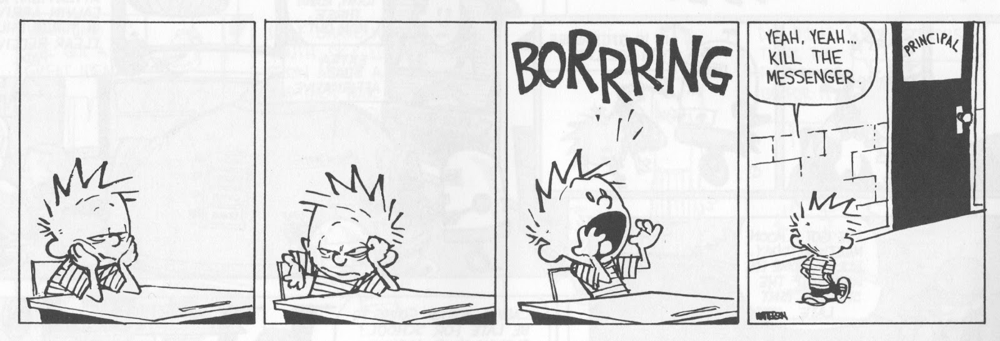 BORRRING
YEAH, YEAH...
KILL THE
MESSENGER.
PRINCIPAL
WATTERSON